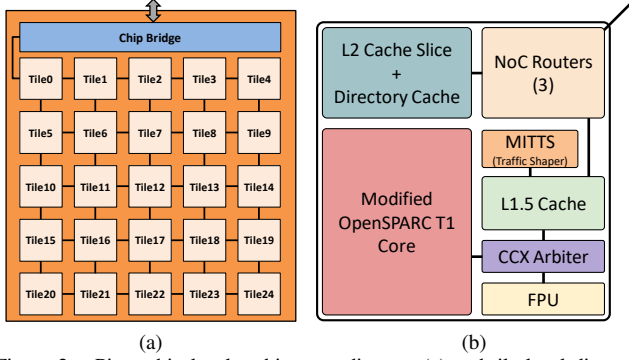 Chip Bridge
Tile0 Tile1 Tile2 Tile3 Tile4
Tile5 Tile6 Tile7 Tile8 Tile9
Tile10 Tile11 Tile12 Tile13 Tile14
Tile15 Tile16 Tile17 Tile18 Tile19
Tile20 Tile21 Tile22 Tile23 Tile24
(a)
L2 Cache Slice
+
Directory Cache
NoC Routers
(3)
MITTS
(Traffic Shaper)
Modified
OpenSPARC T1
Core
L1.5 Cache
CCX Arbiter
FPU
(b)